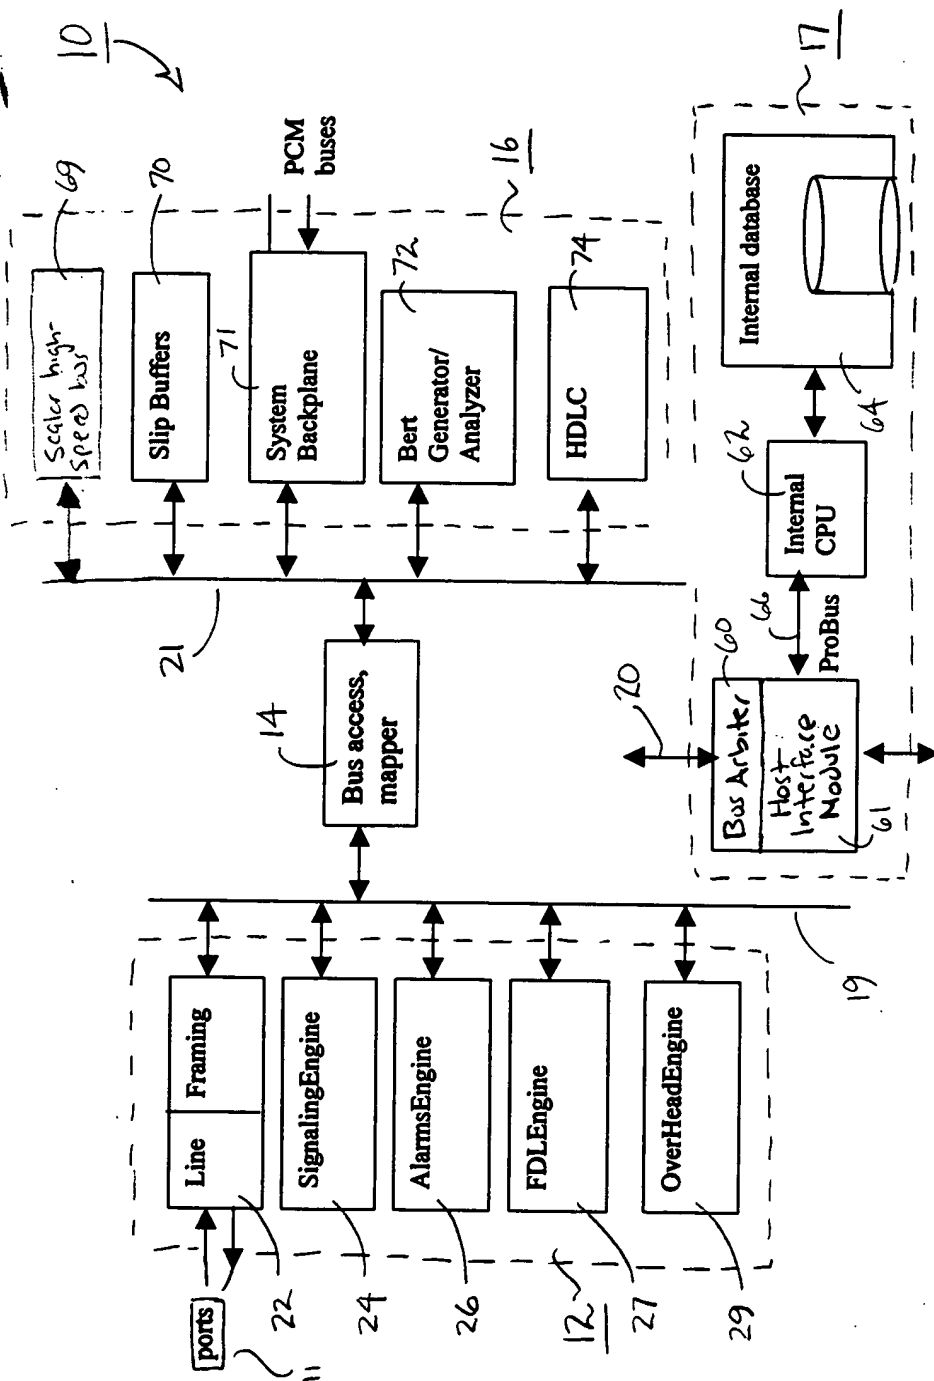 10
69
Scaler high-
speed bus
70
Slip Buffers
71
System
Backplane
PCM
buses
16
72
Bert
Generator/
Analyzer
74
HDLC
21
14
Bus access,
mapper
20
60
Bus Arbiter
Host
Interface
Module
61
66
ProBus
62
Internal
CPU
64
Internal database
17
19
ports
11
Line
Framing
22
SignalingEngine
24
AlarmsEngine
26
FDLEngine
12
27
OverHeadEngine
29